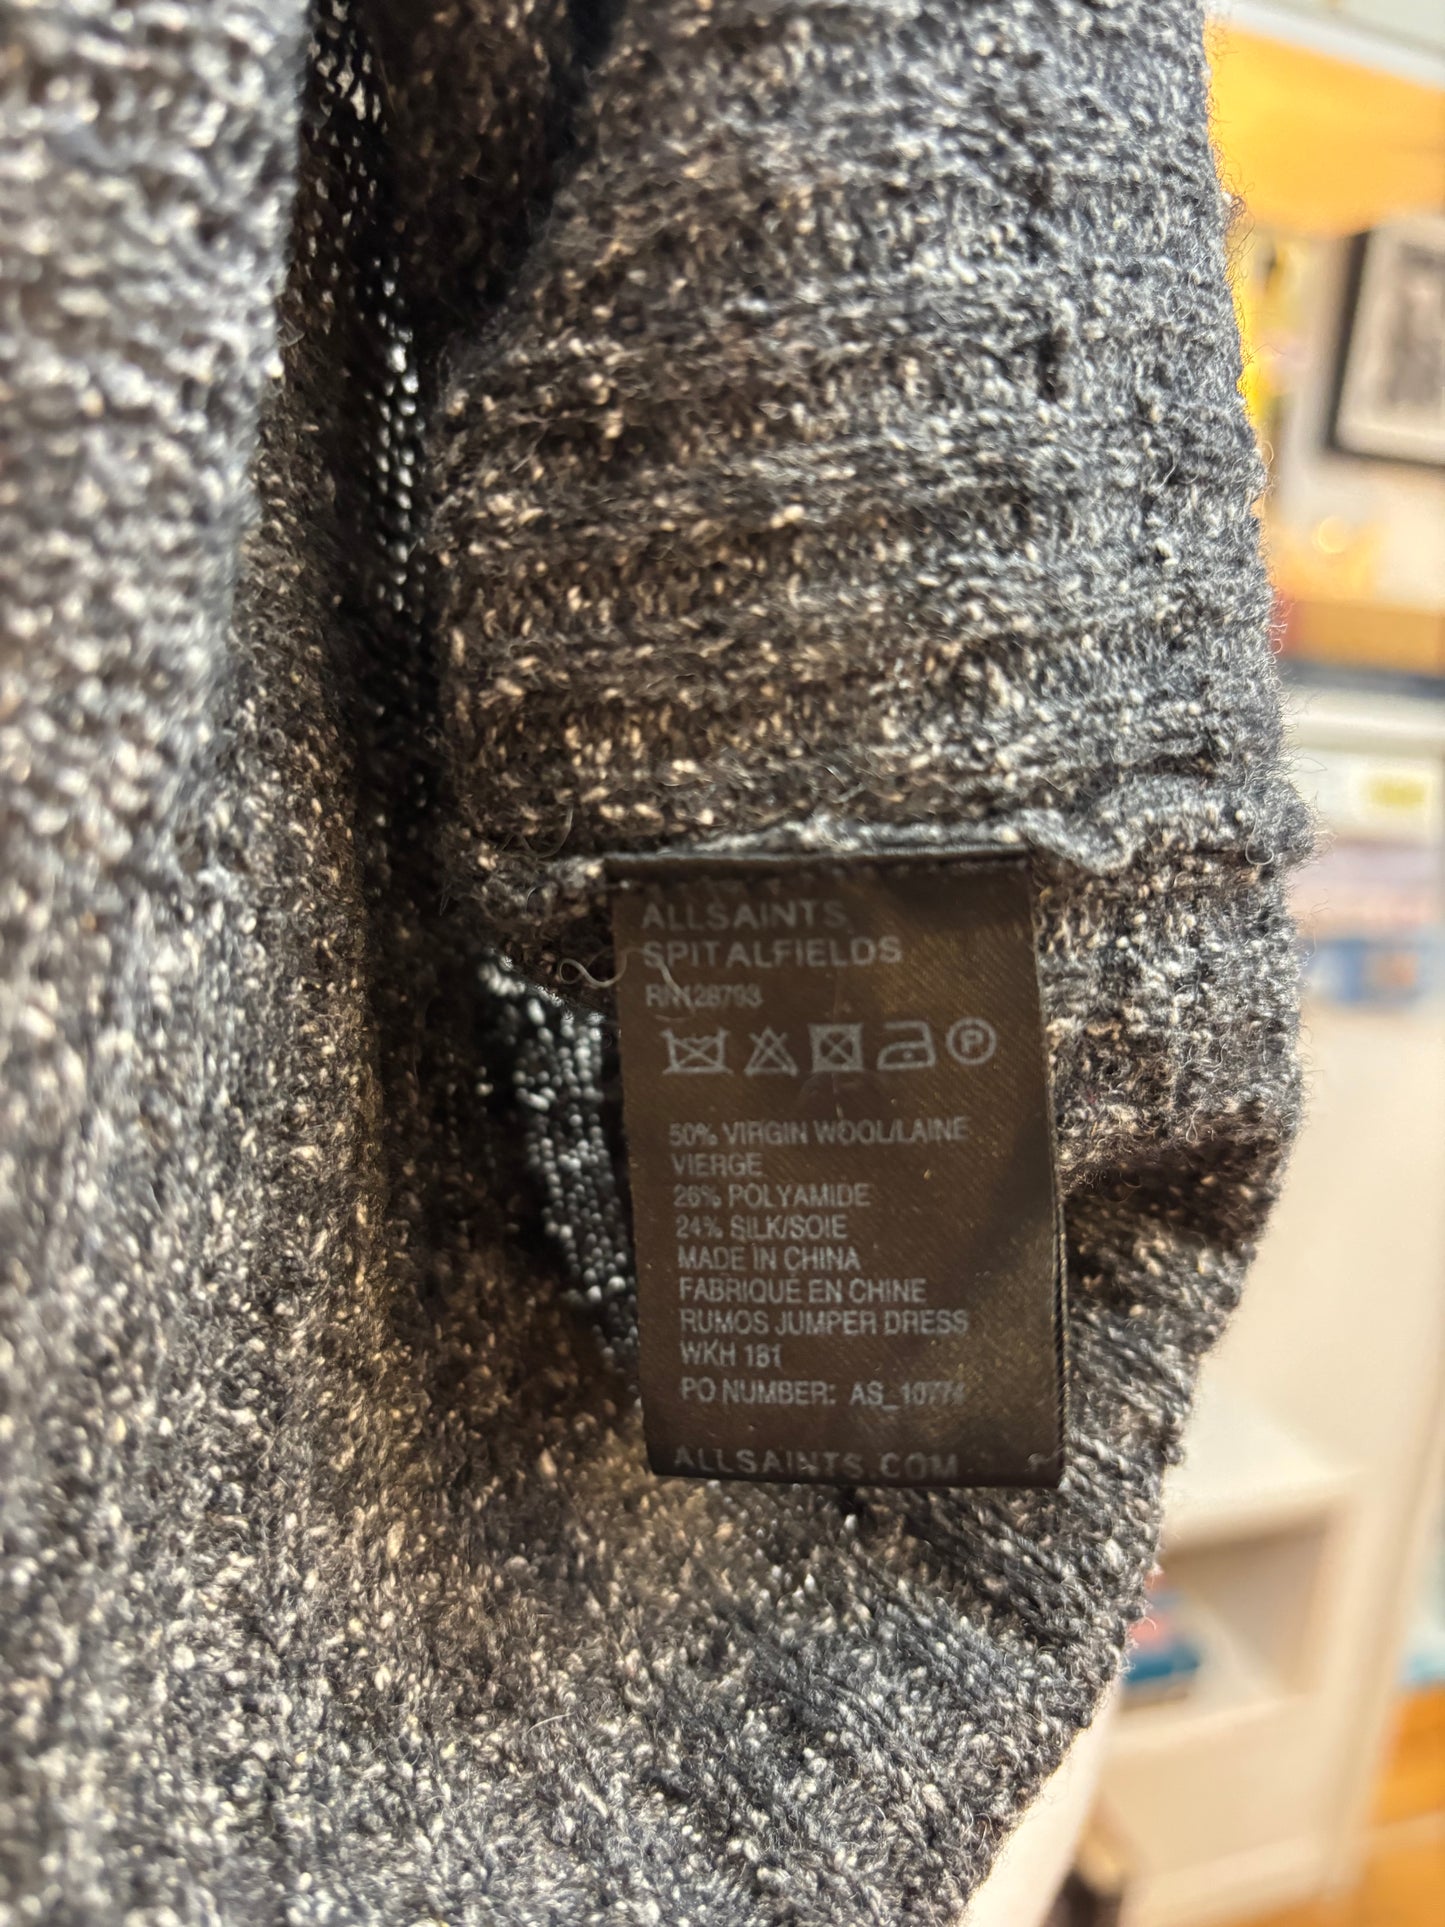 ALLSAINTS
SPITALFIELDS
RN128793
P
50% VIRGIN WOOL/LAINE
VIERGE
26% POLYAMIDE
24% SILK/SOIE
MADE IN CHINA
FABRIQUÉ EN CHINE
RUMOS JUMPER DRESS
WKH 181
PO NUMBER: AS_10774
ALLSAINTS.COM